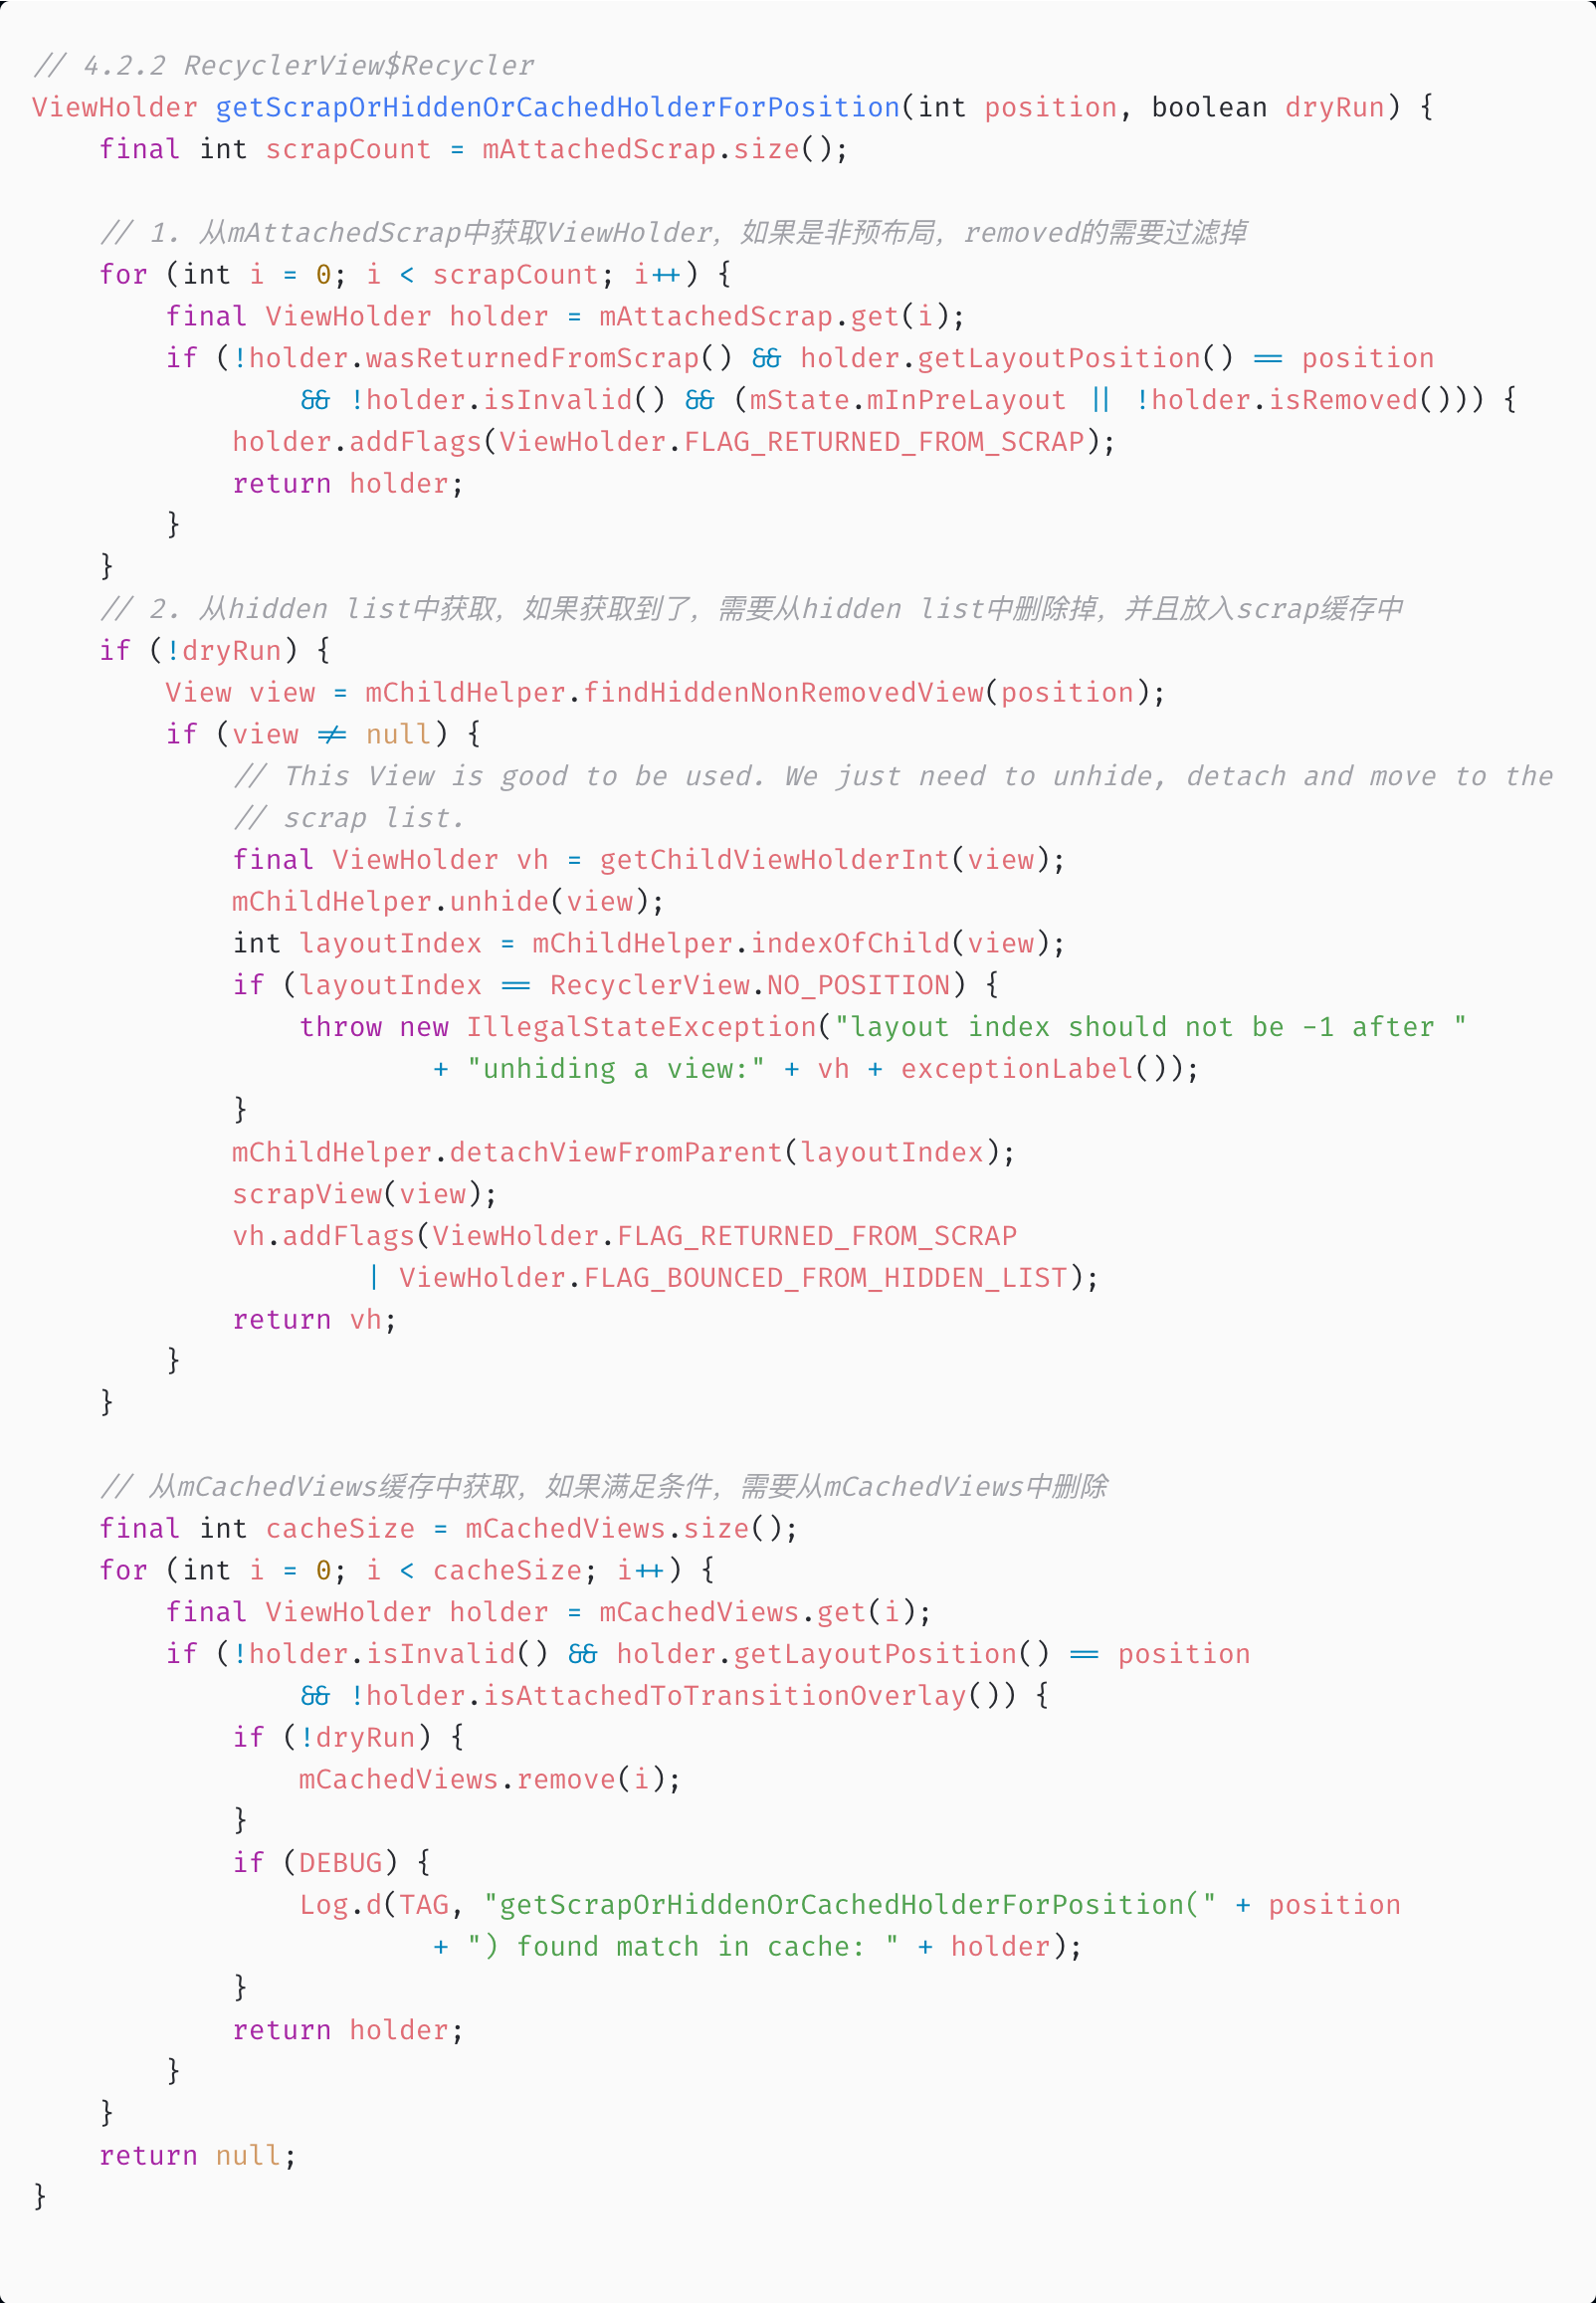 // 4.2.2 RecyclerView$Recycler
ViewHolder getScrapOrHiddenOrCachedHolderForPosition(int position, boolean dryRun) {
    final int scrapCount = mAttachedScrap.size();

    // 1. 从mAttachedScrap中获取ViewHolder，如果是非预布局，removed的需要过滤掉
    for (int i = 0; i < scrapCount; i++) {
        final ViewHolder holder = mAttachedScrap.get(i);
        if (!holder.wasReturnedFromScrap() && holder.getLayoutPosition() == position
                && !holder.isInvalid() && (mState.mInPreLayout || !holder.isRemoved())) {
            holder.addFlags(ViewHolder.FLAG_RETURNED_FROM_SCRAP);
            return holder;
        }
    }
    // 2. 从hidden list中获取，如果获取到了，需要从hidden list中删除掉，并且放入scrap缓存中
    if (!dryRun) {
        View view = mChildHelper.findHiddenNonRemovedView(position);
        if (view != null) {
            // This View is good to be used. We just need to unhide, detach and move to the
            // scrap list.
            final ViewHolder vh = getChildViewHolderInt(view);
            mChildHelper.unhide(view);
            int layoutIndex = mChildHelper.indexOfChild(view);
            if (layoutIndex == RecyclerView.NO_POSITION) {
                throw new IllegalStateException("layout index should not be -1 after "
                        + "unhiding a view:" + vh + exceptionLabel());
            }
            mChildHelper.detachViewFromParent(layoutIndex);
            scrapView(view);
            vh.addFlags(ViewHolder.FLAG_RETURNED_FROM_SCRAP
                    | ViewHolder.FLAG_BOUNCED_FROM_HIDDEN_LIST);
            return vh;
        }
    }

    // 从mCachedViews缓存中获取，如果满足条件，需要从mCachedViews中删除
    final int cacheSize = mCachedViews.size();
    for (int i = 0; i < cacheSize; i++) {
        final ViewHolder holder = mCachedViews.get(i);
        if (!holder.isInvalid() && holder.getLayoutPosition() == position
                && !holder.isAttachedToTransitionOverlay()) {
            if (!dryRun) {
                mCachedViews.remove(i);
            }
            if (DEBUG) {
                Log.d(TAG, "getScrapOrHiddenOrCachedHolderForPosition(" + position
                        + ") found match in cache: " + holder);
            }
            return holder;
        }
    }
    return null;
}